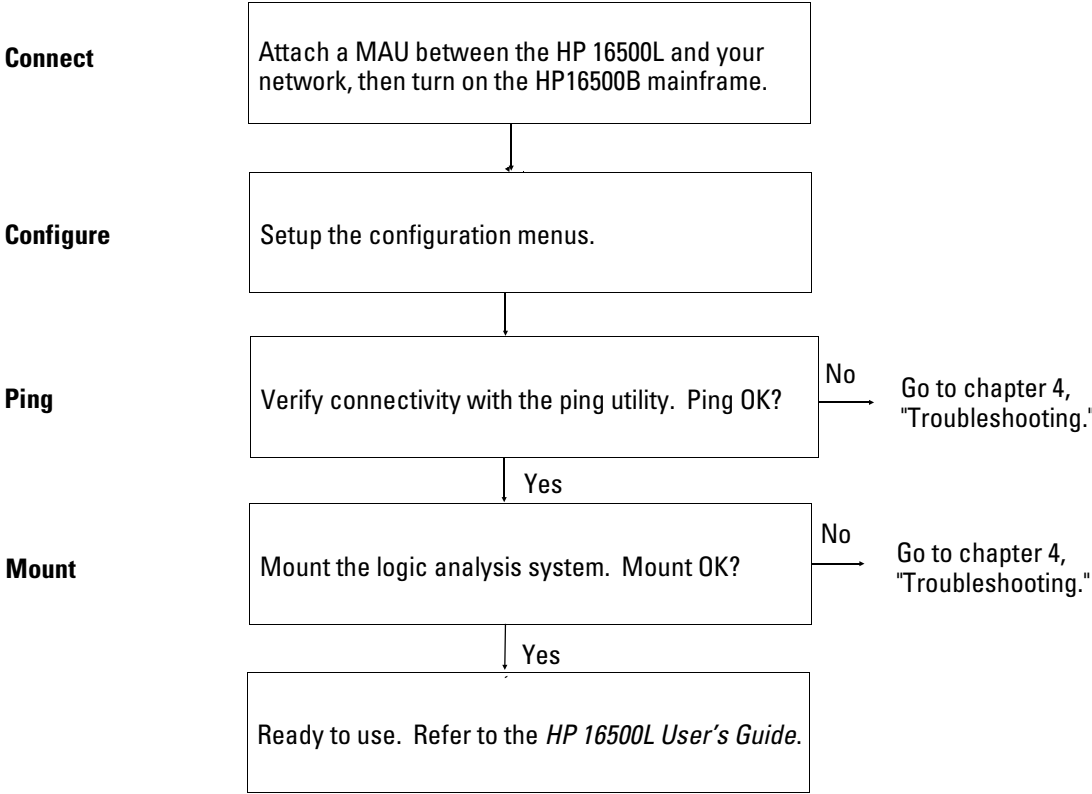 Connect
Attach a MAU between the HP 16500L and your
network, then turn on the HP16500B mainframe.
Configure
Setup the configuration menus.
Ping
Verify connectivity with the ping utility.  Ping OK?
No
Go to chapter 4,
"Troubleshooting."
Yes
Mount
Mount the logic analysis system.  Mount OK?
No
Go to chapter 4,
"Troubleshooting."
Yes
Ready to use.  Refer to the HP 16500L User's Guide.